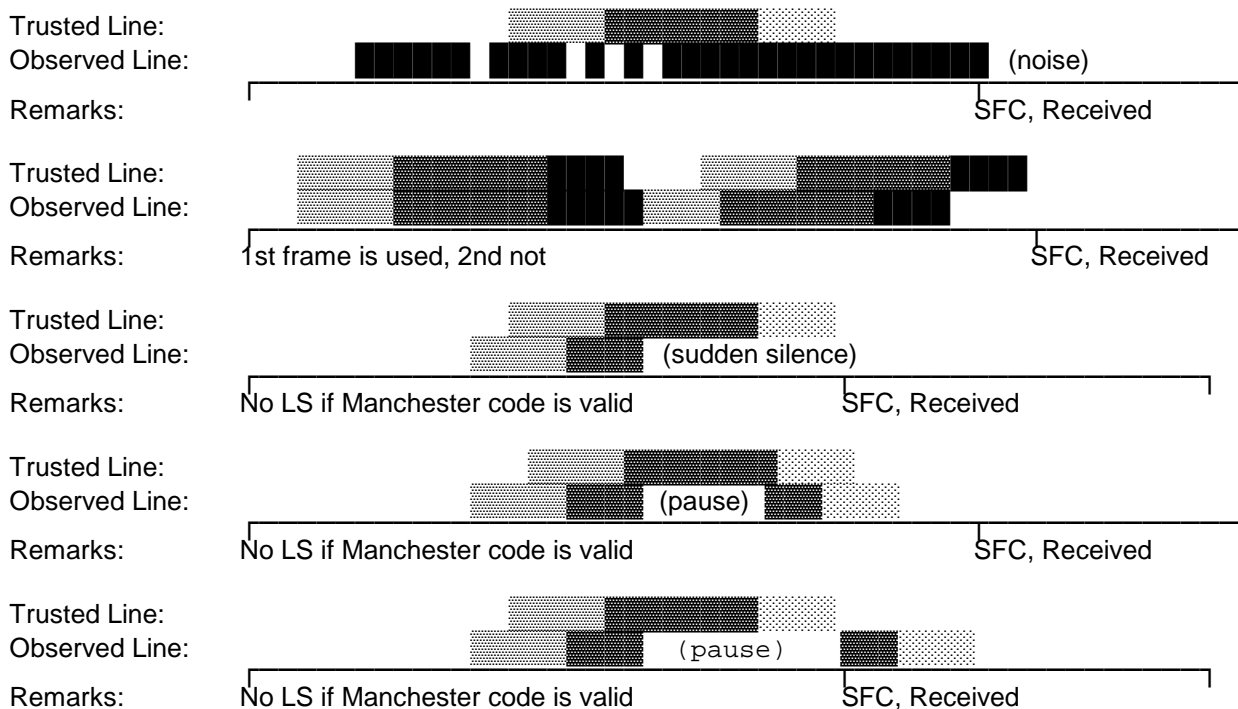 Trusted Line:
Observed Line: (noise)
Remarks: SFC, Received
Trusted Line:
Observed Line:
Remarks: 1st frame is used, 2nd not SFC, Received
Trusted Line:
Observed Line: (sudden silence)
Remarks: No LS if Manchester code is valid SFC, Received
Trusted Line:
Observed Line: (pause)
Remarks: No LS if Manchester code is valid SFC, Received
Trusted Line:
Observed Line: (pause)
Remarks: No LS if Manchester code is valid SFC, Received